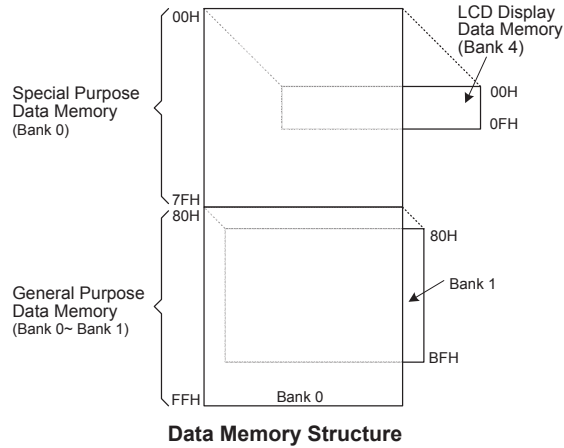 00H
LCD Display
Data Memory
(Bank 4)
Special Purpose
Data Memory
(Bank 0)
00H
0FH
7FH
80H
80H
General Purpose
Data Memory
(Bank 0~ Bank 1)
Bank 1
BFH
FFH
Bank 0
Data Memory Structure